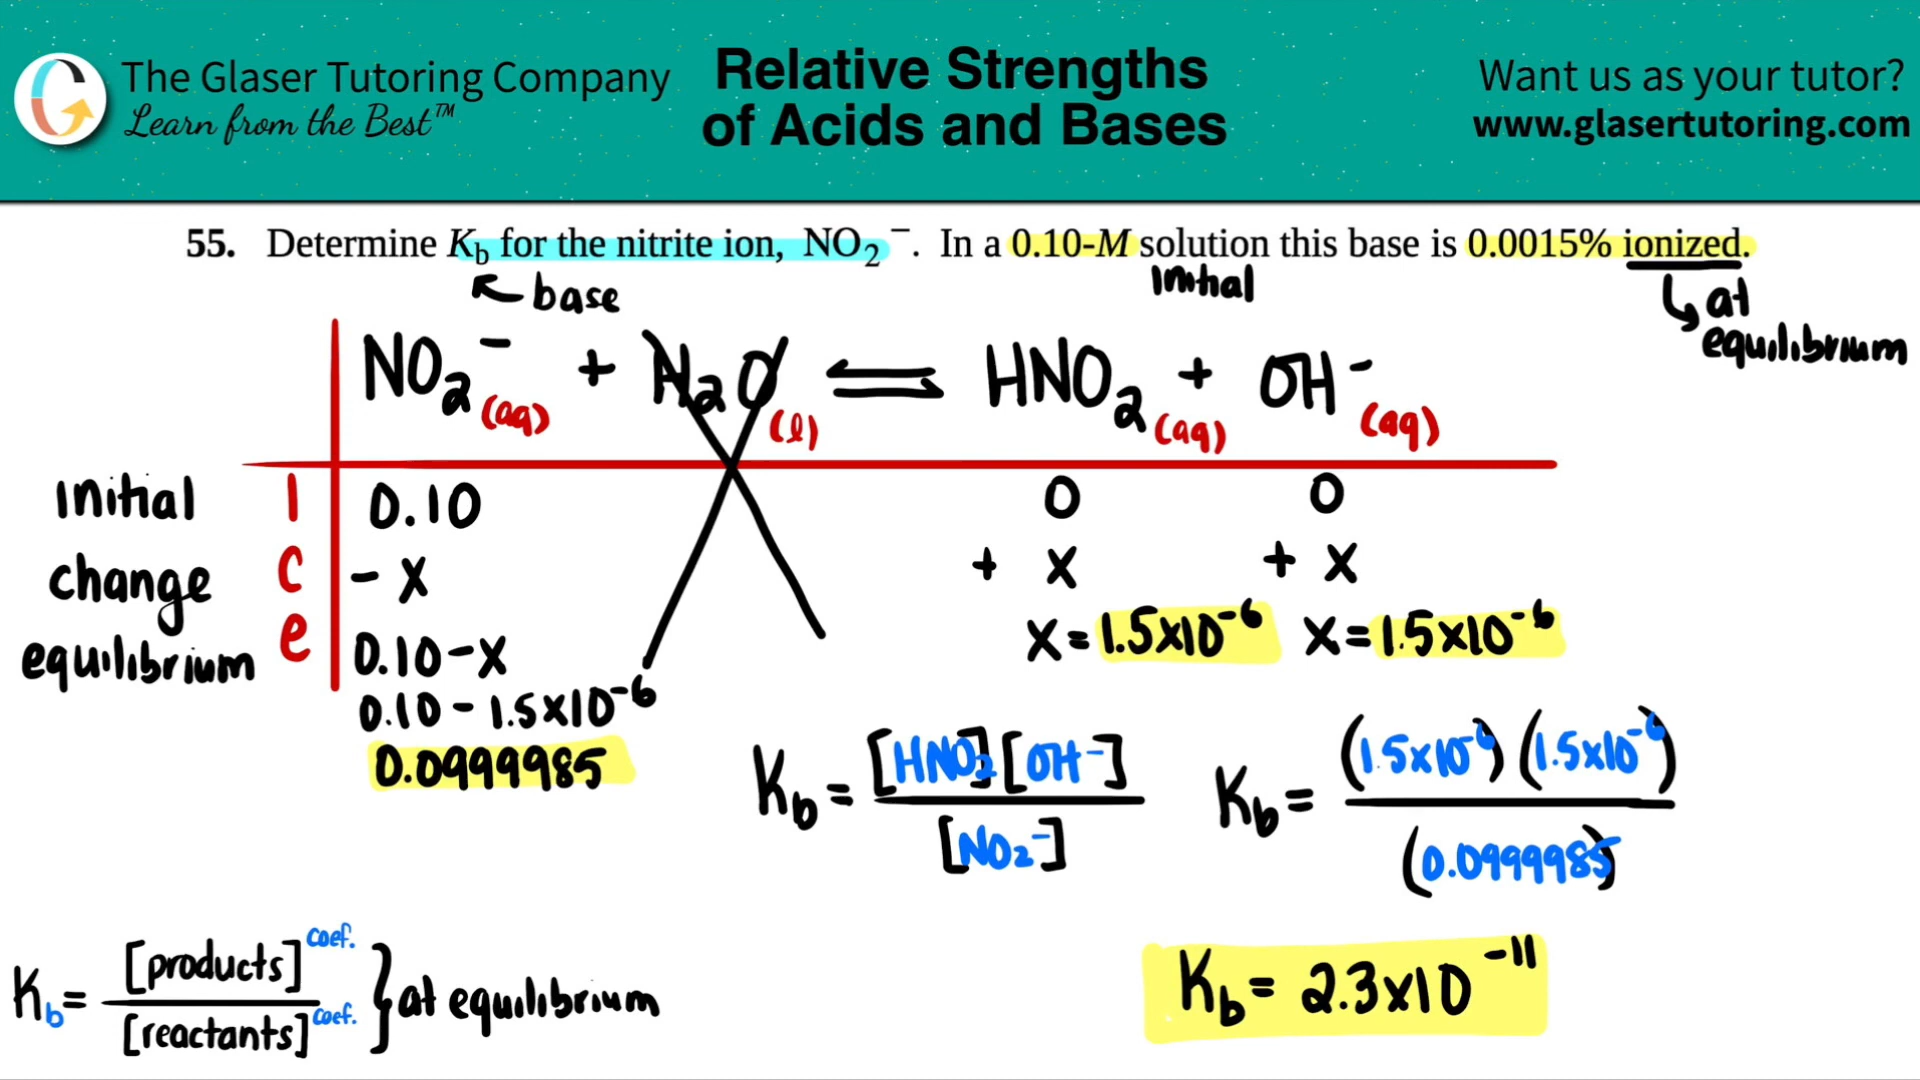 The Glaser Tutoring Company
Learn from the Best™
Relative Strengths
of Acids and Bases
Want us as your tutor?
www.glasertutoring.com
55. Determine Kb for the nitrite ion, NO2 −. In a 0.10-M solution this base is 0.0015% ionized.
base
initial
at
equilibrium
NO2−(aq) + H2O(l) ⇌ HNO2(aq) + OH−(aq)
Initial I 0.10 0 0
change C −x + x + x
equilibrium e 0.10−x x=1.5x10−6 x=1.5x10−6
0.10−1.5x10−6
0.0999985
Kb = [HNO2][OH−] / [NO2−]
Kb = (1.5x10−6)(1.5x10−6) / (0.0999985)
Kb = [products]coef. / [reactants]coef. } at equilibrium
Kb = 2.3x10−11